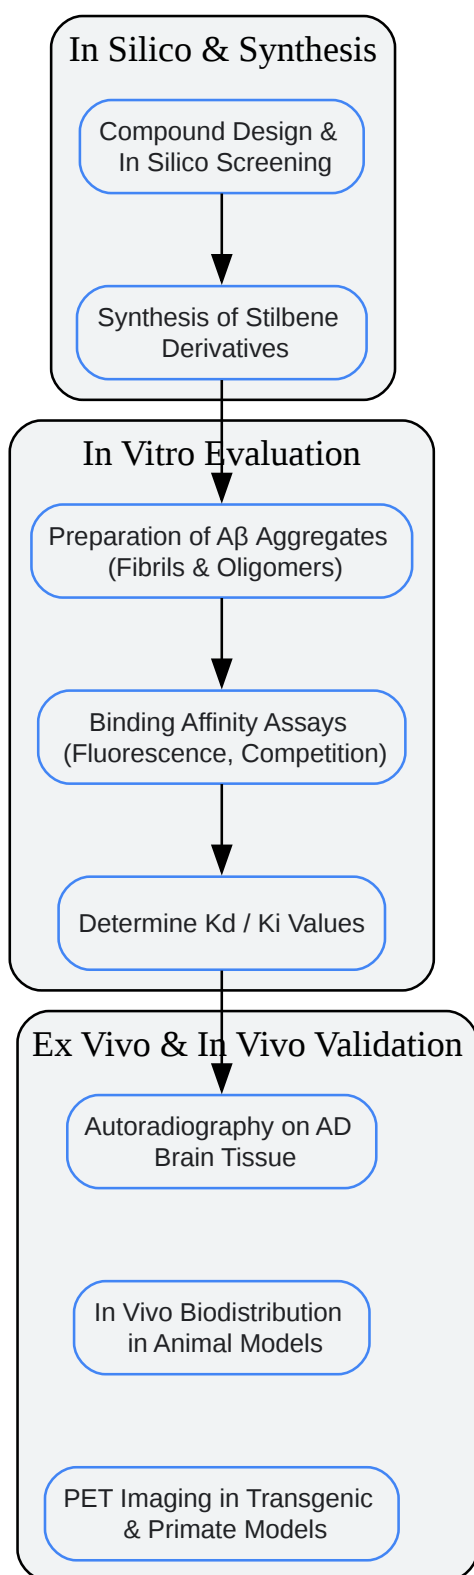 In Silico & Synthesis
Compound Design &
In Silico Screening
Synthesis of Stilbene
Derivatives
In Vitro Evaluation
Preparation of Aβ Aggregates
(Fibrils & Oligomers)
Binding Affinity Assays
(Fluorescence, Competition)
Determine Kd / Ki Values
Ex Vivo & In Vivo Validation
Autoradiography on AD
Brain Tissue
In Vivo Biodistribution
in Animal Models
PET Imaging in Transgenic
& Primate Models